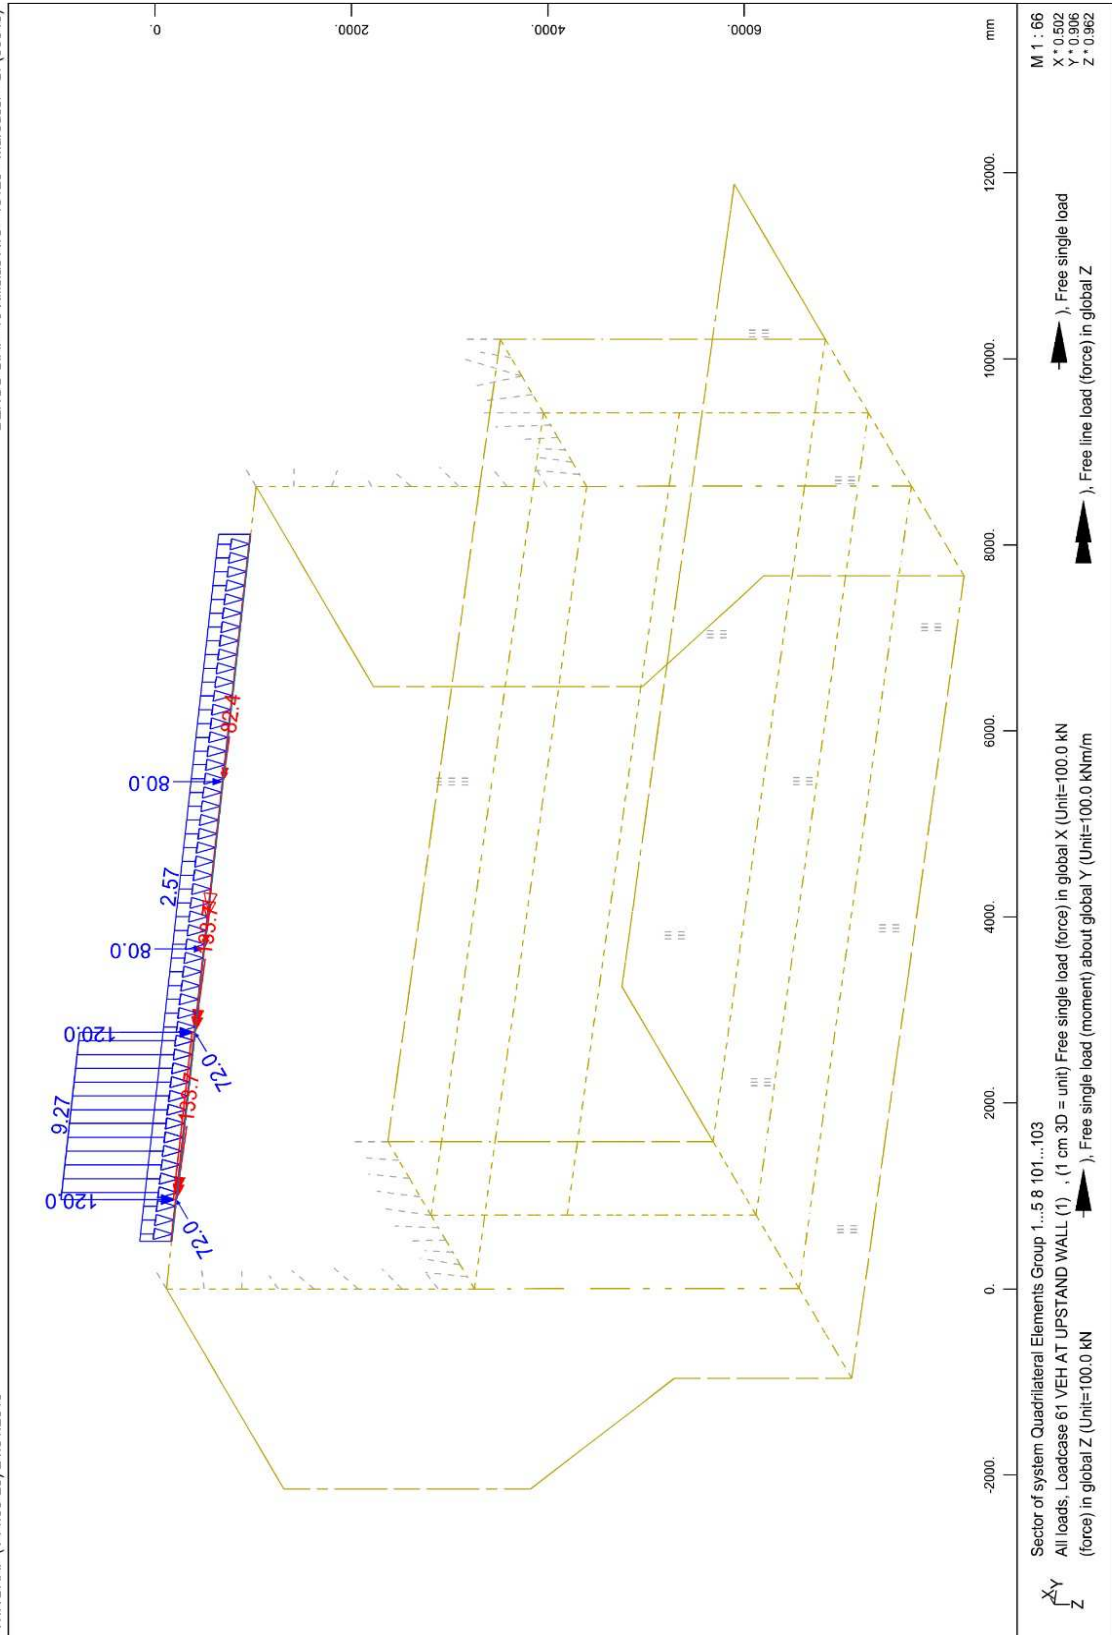 0.
2000.
4000.
6000.
mm
9.27
120.0
120.0
2.57
80.0
80.0
72.0
72.0
82.4
-2000.
0.
2000.
4000.
6000.
8000.
10000.
12000.
X
Y
Z
Sector of system Quadrilateral Elements Group 1...5 8 101...103
All loads, Loadcase 61 VEH AT UPSTAND WALL (1) , (1 cm 3D = unit) Free single load (force) in global X (Unit=100.0 kN ), Free single load
(force) in global Z (Unit=100.0 kN ), Free single load (moment) about global Y (Unit=100.0 kNm/m ), Free line load (force) in global Z
M 1 : 66
X * 0.502
Y * 0.906
Z * 0.962